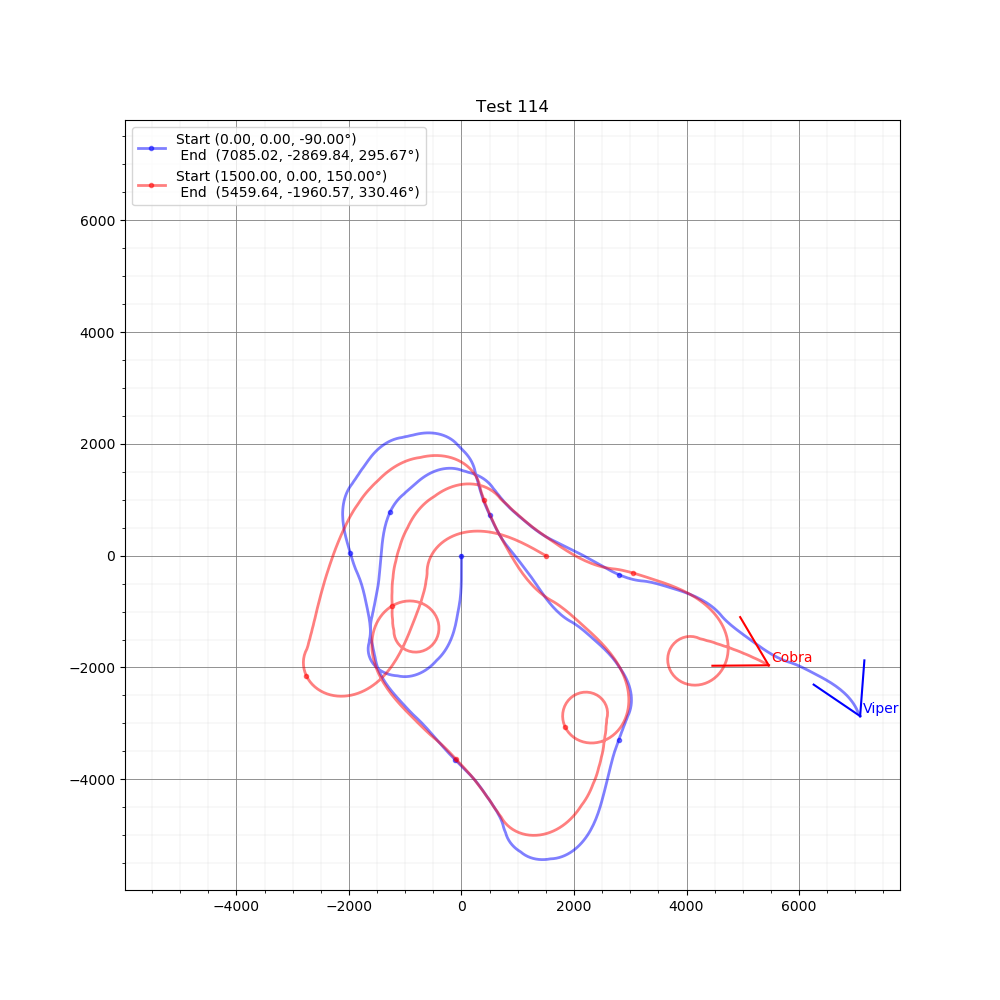 Test 114
Start (0.00, 0.00, -90.00°)
End  (7085.02, -2869.84, 295.67°)
Start (1500.00, 0.00, 150.00°)
End  (5459.64, -1960.57, 330.46°)
6000
4000
2000
0
−2000
−4000
Cobra
Viper
−4000
−2000
0
2000
4000
6000